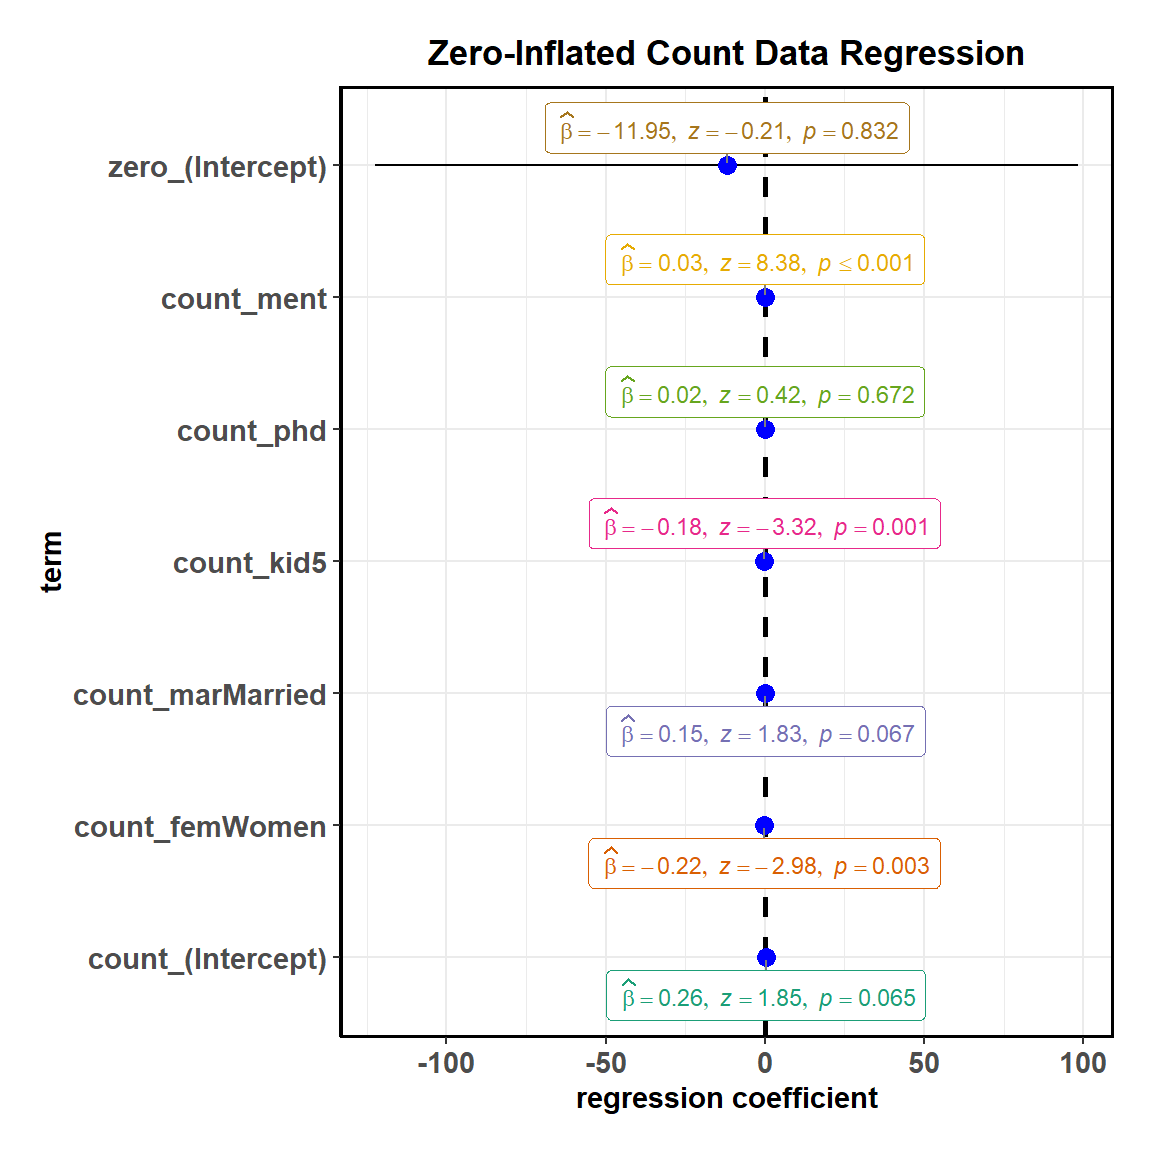 Zero-Inflated Count Data Regression
zero_(Intercept)
β̂ = −11.95, z = −0.21, p = 0.832
count_ment
β̂ = 0.03, z = 8.38, p ≤ 0.001
count_phd
β̂ = 0.02, z = 0.42, p = 0.672
count_kid5
β̂ = −0.18, z = −3.32, p = 0.001
count_marMarried
β̂ = 0.15, z = 1.83, p = 0.067
count_femWomen
β̂ = −0.22, z = −2.98, p = 0.003
count_(Intercept)
β̂ = 0.26, z = 1.85, p = 0.065
term
-100 -50 0 50 100
regression coefficient